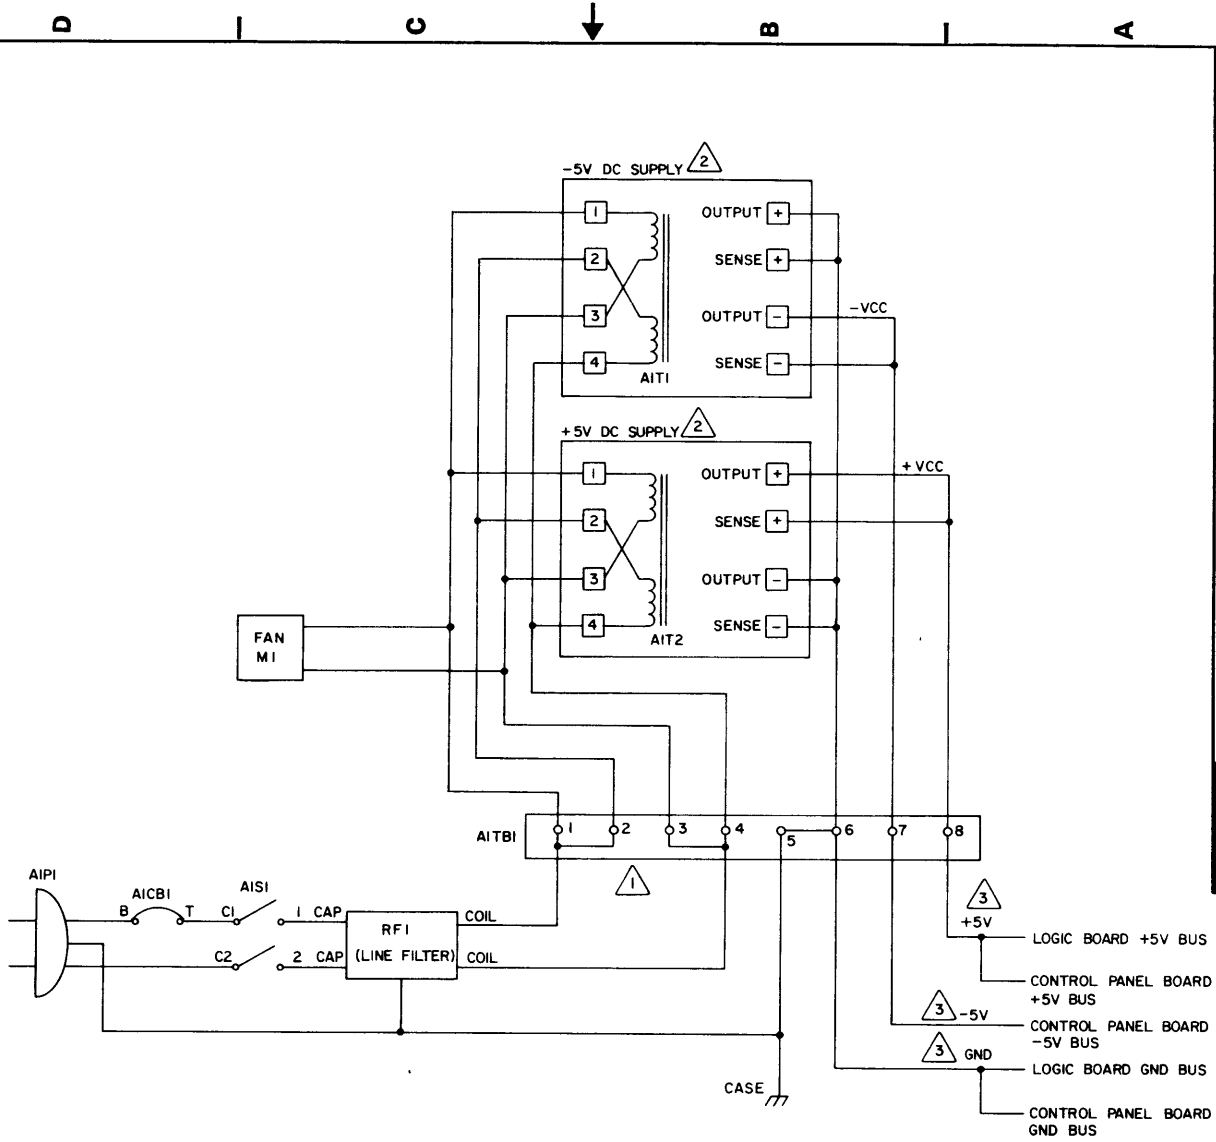 D C B A
-5V DC SUPPLY 2
1 OUTPUT +
2 SENSE +
3 OUTPUT - -VCC
4 SENSE -
A1T1
+5V DC SUPPLY 2
1 OUTPUT + +VCC
2 SENSE +
3 OUTPUT -
4 SENSE -
A1T2
FAN
M1
A1TB1 1 2 3 4 5 6 7 8
1
A1P1 A1CB1 A1S1
B T C1 1 CAP COIL
RF1
(LINE FILTER)
C2 2 CAP COIL
3
+5V
LOGIC BOARD +5V BUS
CONTROL PANEL BOARD
+5V BUS
3 -5V
CONTROL PANEL BOARD
-5V BUS
3 GND
LOGIC BOARD GND BUS
CASE
CONTROL PANEL BOARD
GND BUS